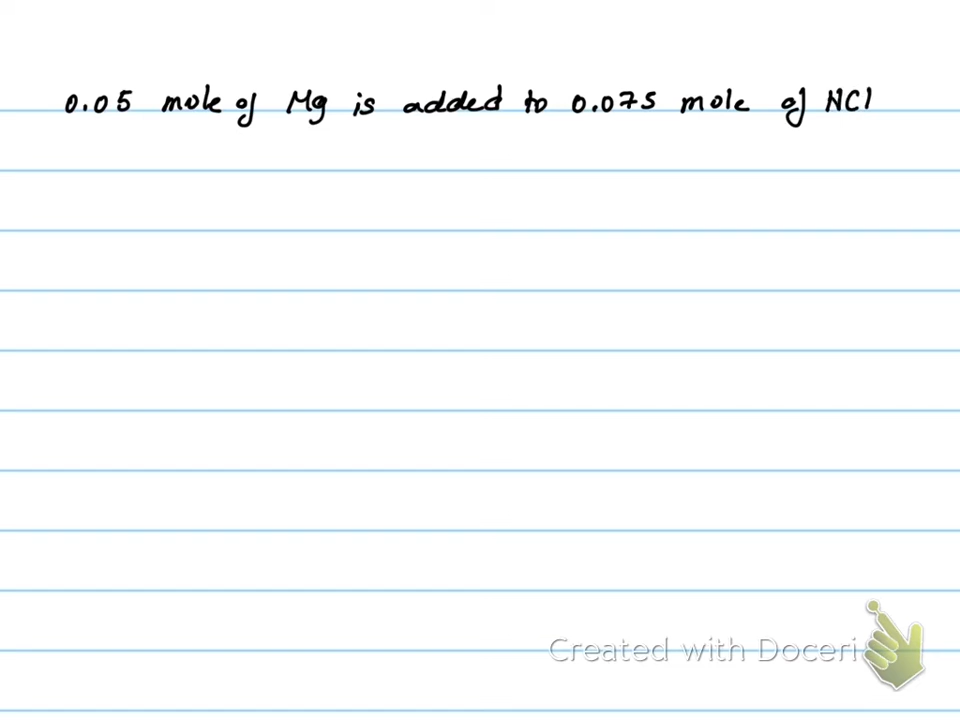 0.05 mole of Mg is added to 0.075 mole of HCl
Created with Doceri